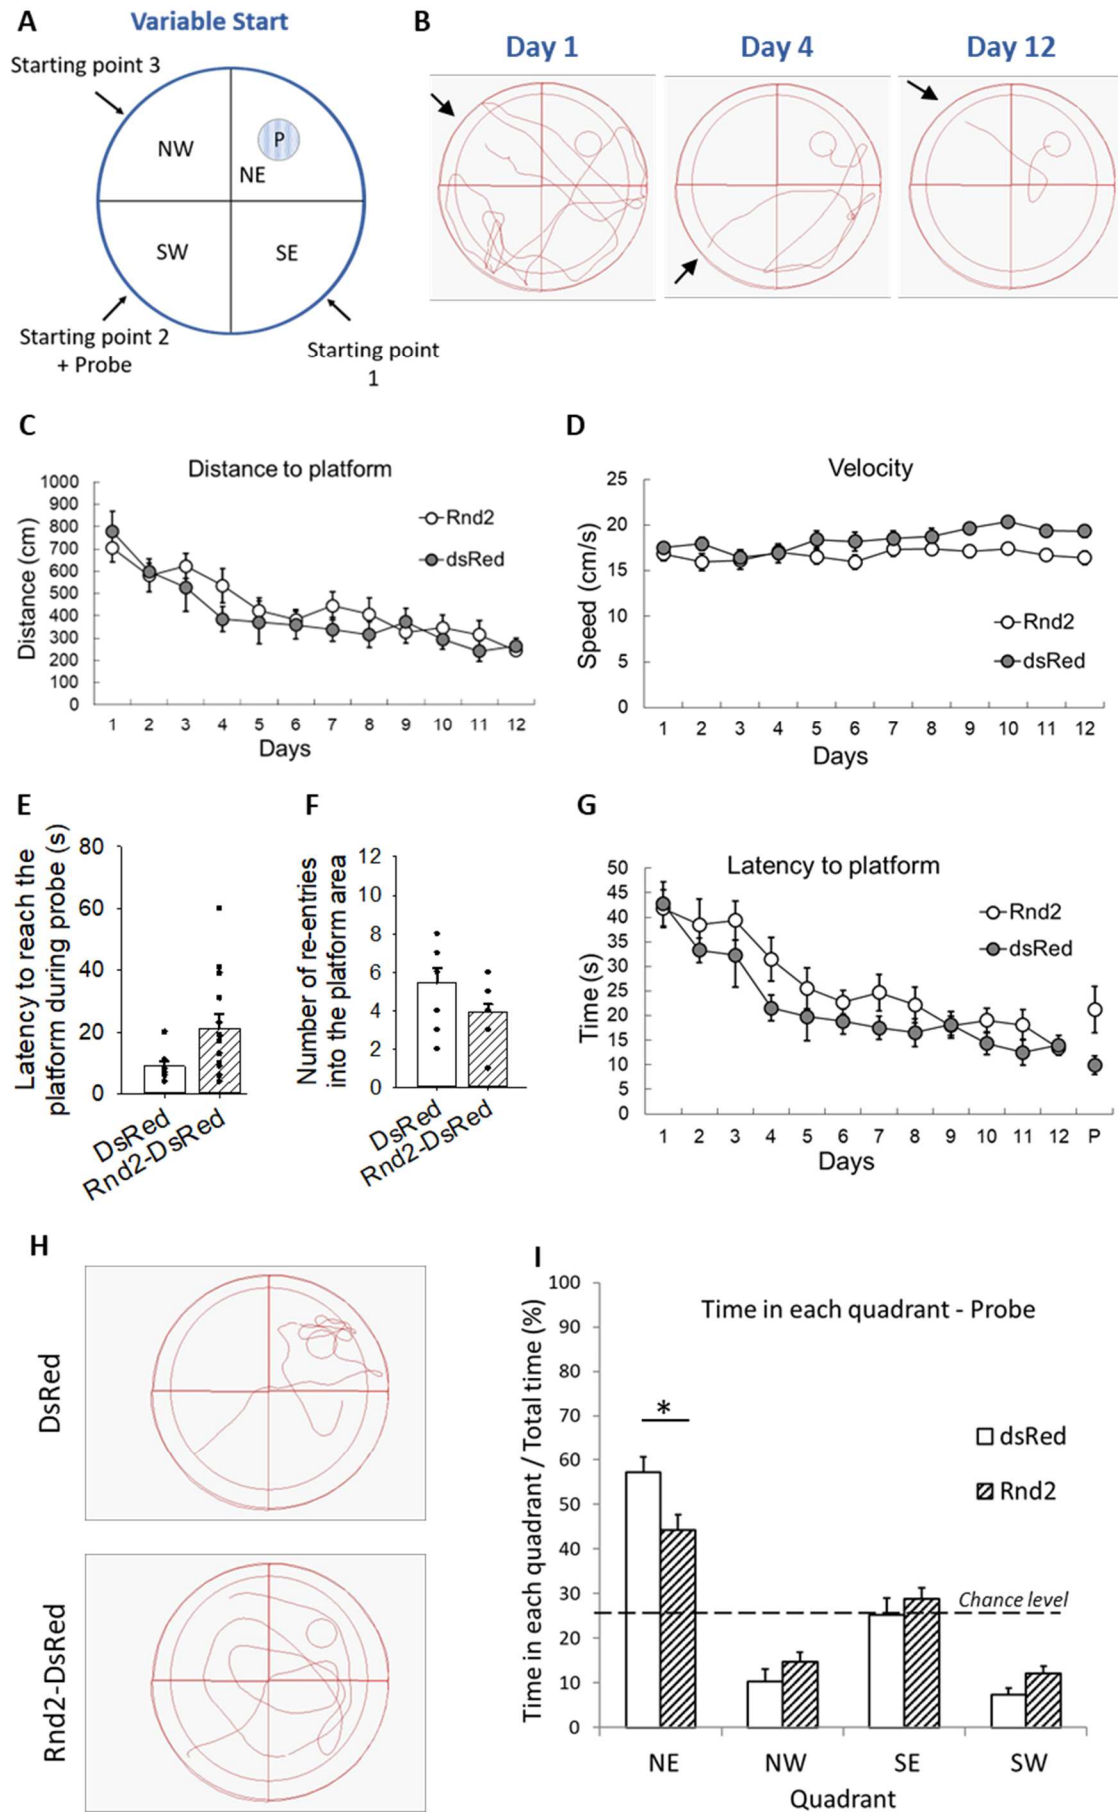 A
Variable Start
Starting point 3
NW
P
NE
SW
SE
Starting point 2
+ Probe
Starting point
1
B
Day 1
Day 4
Day 12
C
Distance to platform
Distance (cm)
1000
900
800
700
600
500
400
300
200
100
0
Rnd2
dsRed
1 2 3 4 5 6 7 8 9 10 11 12
Days
D
Velocity
Speed (cm/s)
25
20
15
10
5
0
Rnd2
dsRed
1 2 3 4 5 6 7 8 9 10 11 12
Days
E
Latency to reach the
platform during probe (s)
80
60
40
20
0
DsRed
Rnd2-DsRed
F
Number of re-entries
into the platform area
12
10
8
6
4
2
0
DsRed
Rnd2-DsRed
G
Latency to platform
Time (s)
50
45
40
35
30
25
20
15
10
5
0
Rnd2
dsRed
1 2 3 4 5 6 7 8 9 10 11 12 P
Days
H
DsRed
Rnd2-DsRed
I
Time in each quadrant - Probe
Time in each quadrant / Total time (%)
100
90
80
70
60
50
40
30
20
10
0
*
dsRed
Rnd2
Chance level
NE NW SE SW
Quadrant